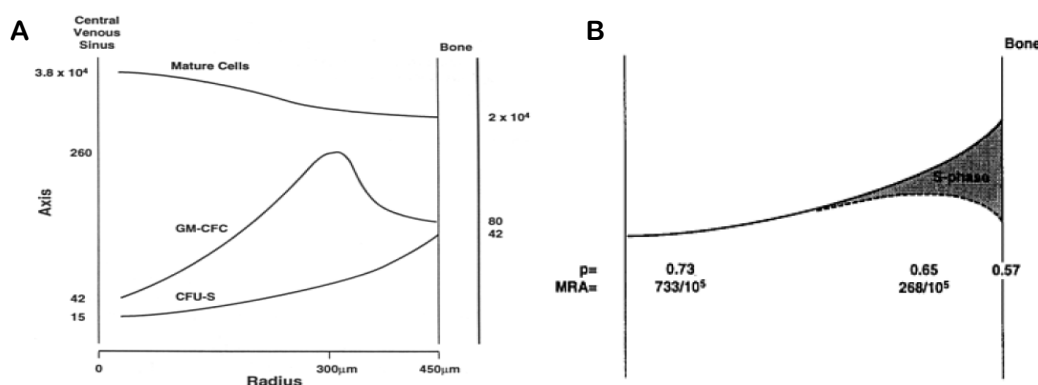 A
Central
Venous
Sinus
Bone
Mature Cells
3.8 x 10⁴
2 x 10⁴
260
Axis
GM-CFC
80
42
CFU-S
42
15
0
300µm
450µm
Radius
B
Bone
S-phase
p= 0.73 0.65 0.57
MRA= 733/10⁵ 268/10⁵